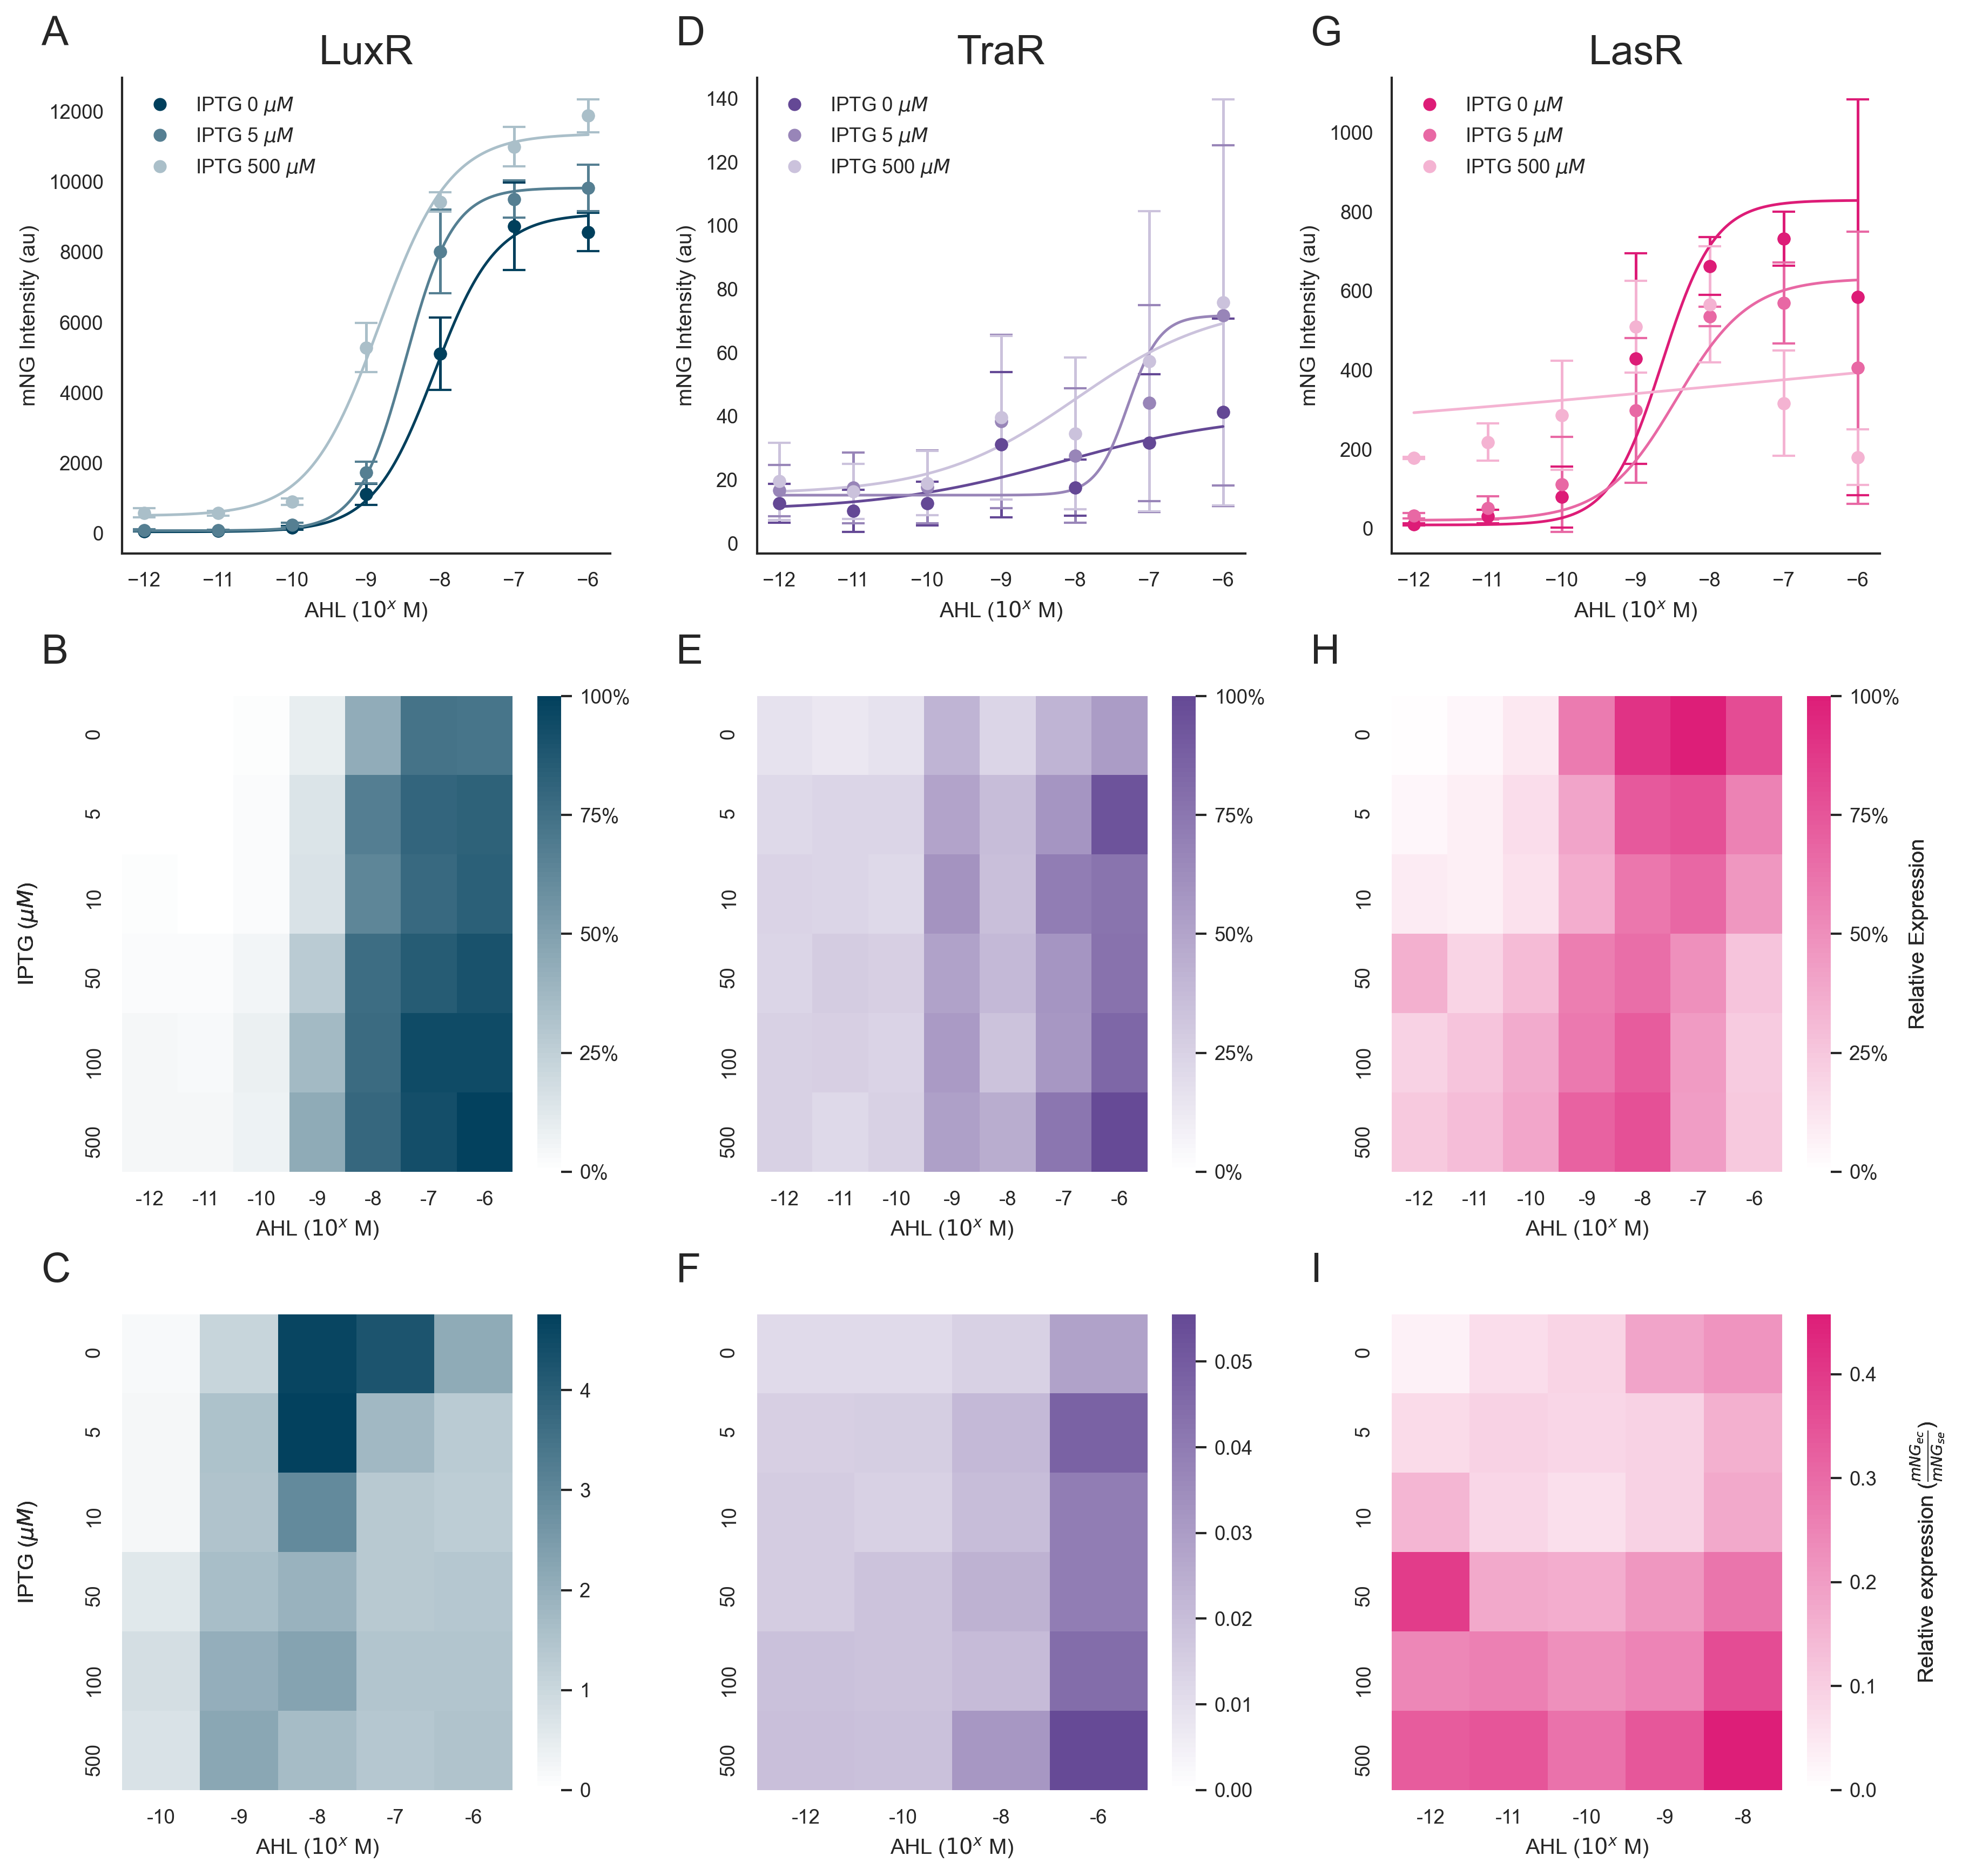 A
LuxR
IPTG 0 μM
IPTG 5 μM
IPTG 500 μM
mNG Intensity (au)
12000
10000
8000
6000
4000
2000
0
−12 −11 −10 −9 −8 −7 −6
AHL (10^x M)
D
TraR
IPTG 0 μM
IPTG 5 μM
IPTG 500 μM
mNG Intensity (au)
140
120
100
80
60
40
20
0
−12 −11 −10 −9 −8 −7 −6
AHL (10^x M)
G
LasR
IPTG 0 μM
IPTG 5 μM
IPTG 500 μM
mNG Intensity (au)
1000
800
600
400
200
0
−12 −11 −10 −9 −8 −7 −6
AHL (10^x M)
B
IPTG (μM)
0
5
10
50
100
500
-12 -11 -10 -9 -8 -7 -6
AHL (10^x M)
100%
75%
50%
25%
0%
E
0
5
10
50
100
500
-12 -11 -10 -9 -8 -7 -6
AHL (10^x M)
100%
75%
50%
25%
0%
H
0
5
10
50
100
500
-12 -11 -10 -9 -8 -7 -6
AHL (10^x M)
100%
75%
50%
25%
0%
Relative Expression
C
IPTG (μM)
0
5
10
50
100
500
-10 -9 -8 -7 -6
AHL (10^x M)
4
3
2
1
0
F
0
5
10
50
100
500
-12 -10 -8 -6
AHL (10^x M)
0.05
0.04
0.03
0.02
0.01
0.00
I
0
5
10
50
100
500
-12 -11 -10 -9 -8
AHL (10^x M)
0.4
0.3
0.2
0.1
0.0
Relative expression (mNG_ec/mNG_se)